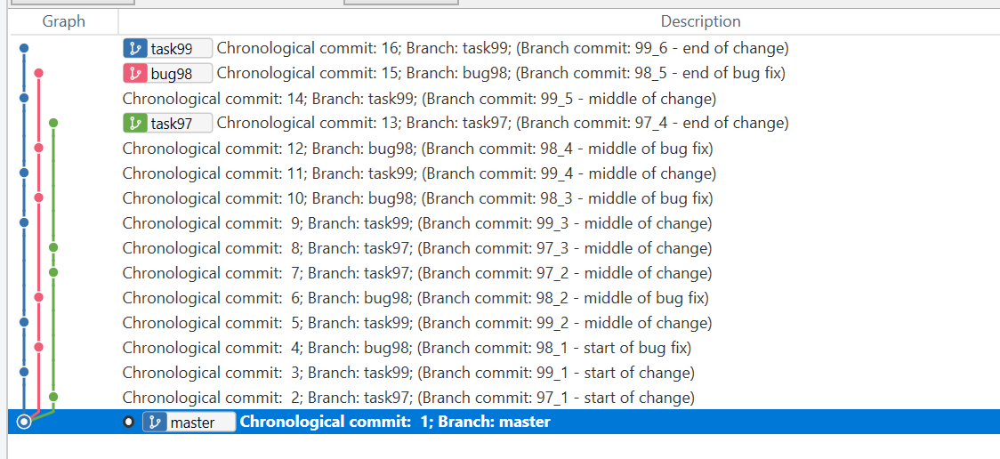 Graph Description
task99 Chronological commit: 16; Branch: task99; (Branch commit: 99_6 - end of change)
bug98 Chronological commit: 15; Branch: bug98; (Branch commit: 98_5 - end of bug fix)
Chronological commit: 14; Branch: task99; (Branch commit: 99_5 - middle of change)
task97 Chronological commit: 13; Branch: task97; (Branch commit: 97_4 - end of change)
Chronological commit: 12; Branch: bug98; (Branch commit: 98_4 - middle of bug fix)
Chronological commit: 11; Branch: task99; (Branch commit: 99_4 - middle of change)
Chronological commit: 10; Branch: bug98; (Branch commit: 98_3 - middle of bug fix)
Chronological commit:  9; Branch: task99; (Branch commit: 99_3 - middle of change)
Chronological commit:  8; Branch: task97; (Branch commit: 97_3 - middle of change)
Chronological commit:  7; Branch: task97; (Branch commit: 97_2 - middle of change)
Chronological commit:  6; Branch: bug98; (Branch commit: 98_2 - middle of bug fix)
Chronological commit:  5; Branch: task99; (Branch commit: 99_2 - middle of change)
Chronological commit:  4; Branch: bug98; (Branch commit: 98_1 - start of bug fix)
Chronological commit:  3; Branch: task99; (Branch commit: 99_1 - start of change)
Chronological commit:  2; Branch: task97; (Branch commit: 97_1 - start of change)
master Chronological commit:  1; Branch: master